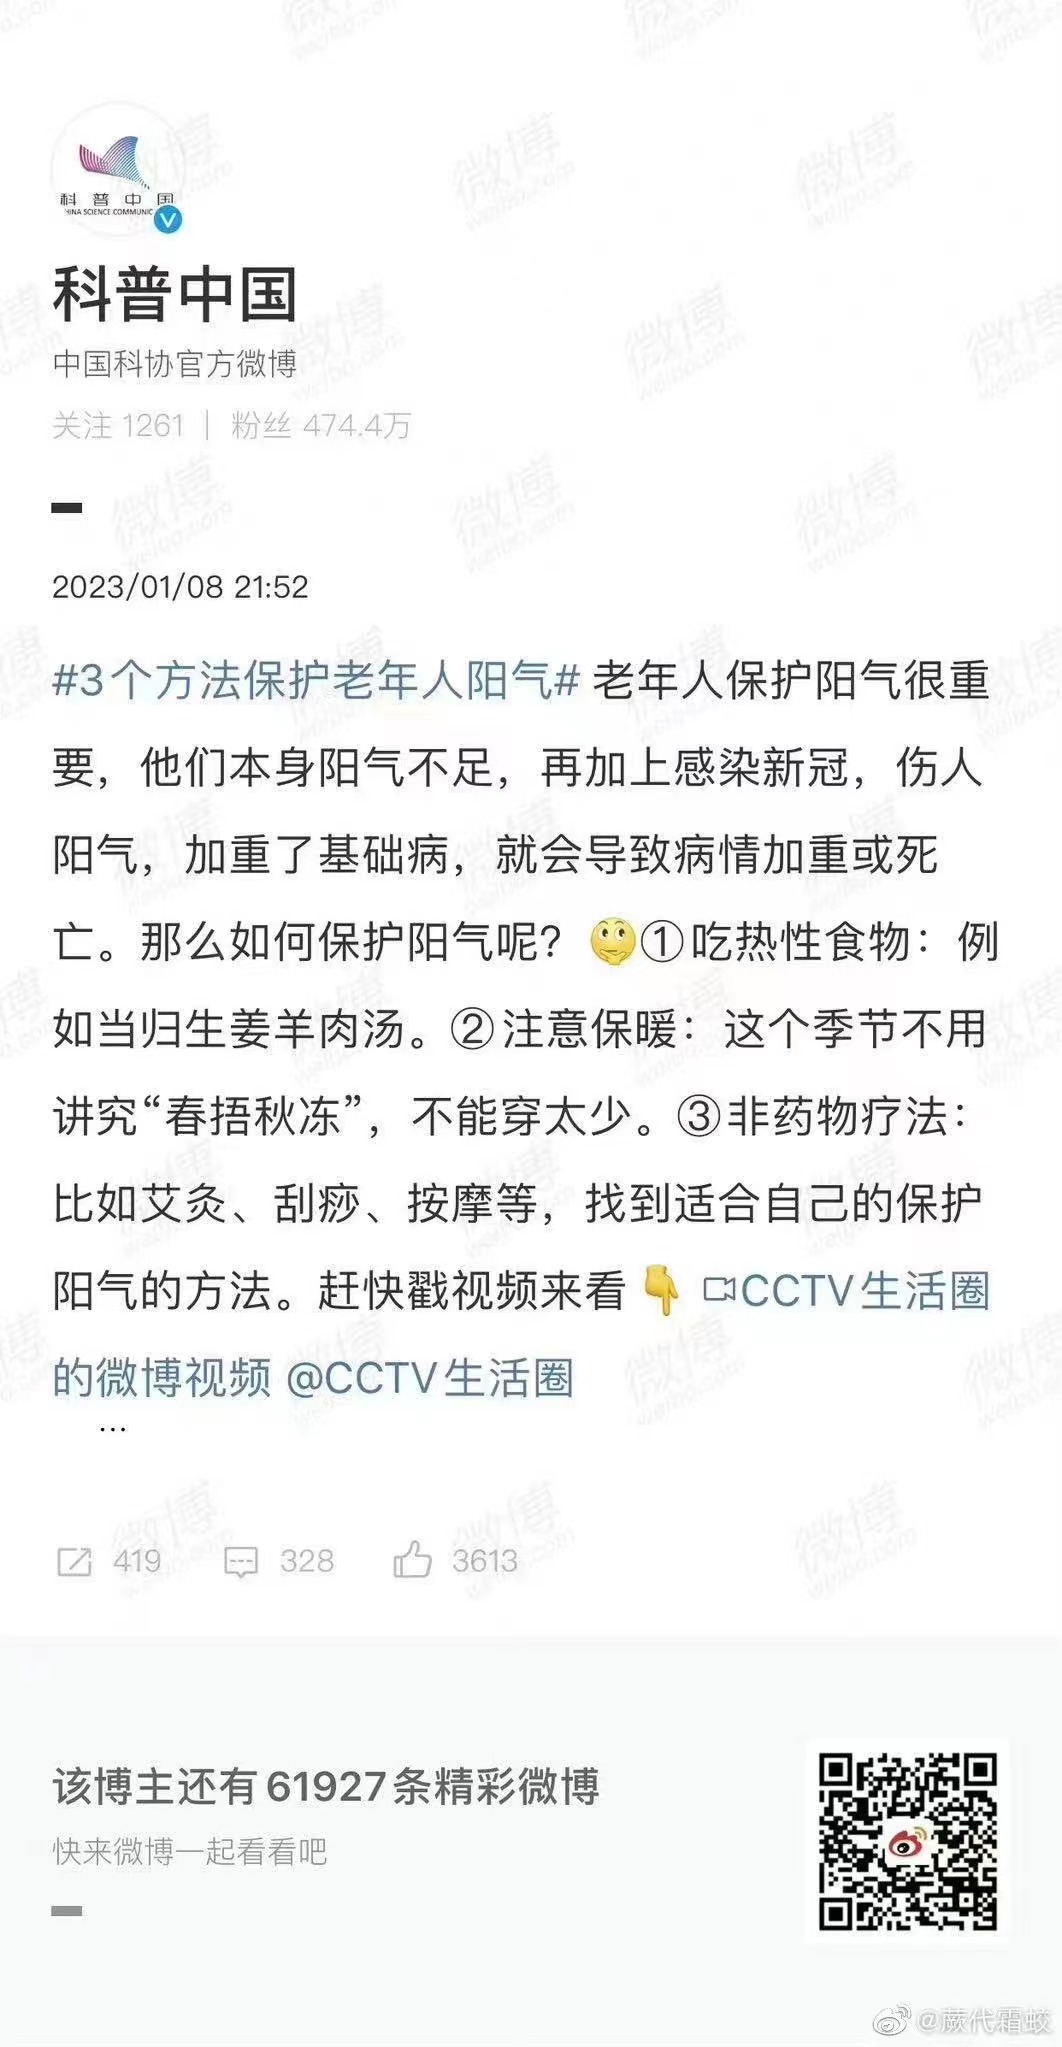 科普中国
HINA SCIENCE COMMUNIC
科普中国
中国科协官方微博
关注 1261 | 粉丝 474.4万
2023/01/08 21:52
#3个方法保护老年人阳气# 老年人保护阳气很重
要，他们本身阳气不足，再加上感染新冠，伤人
阳气，加重了基础病，就会导致病情加重或死
亡。那么如何保护阳气呢？🤔①吃热性食物：例
如当归生姜羊肉汤。②注意保暖：这个季节不用
讲究“春捂秋冻”，不能穿太少。③非药物疗法：
比如艾灸、刮痧、按摩等，找到适合自己的保护
阳气的方法。赶快戳视频来看👇 CCTV生活圈
的微博视频 @CCTV生活圈
...
419 328 3613
该博主还有61927条精彩微博
快来微博一起看看吧
@蕨代霜蛟